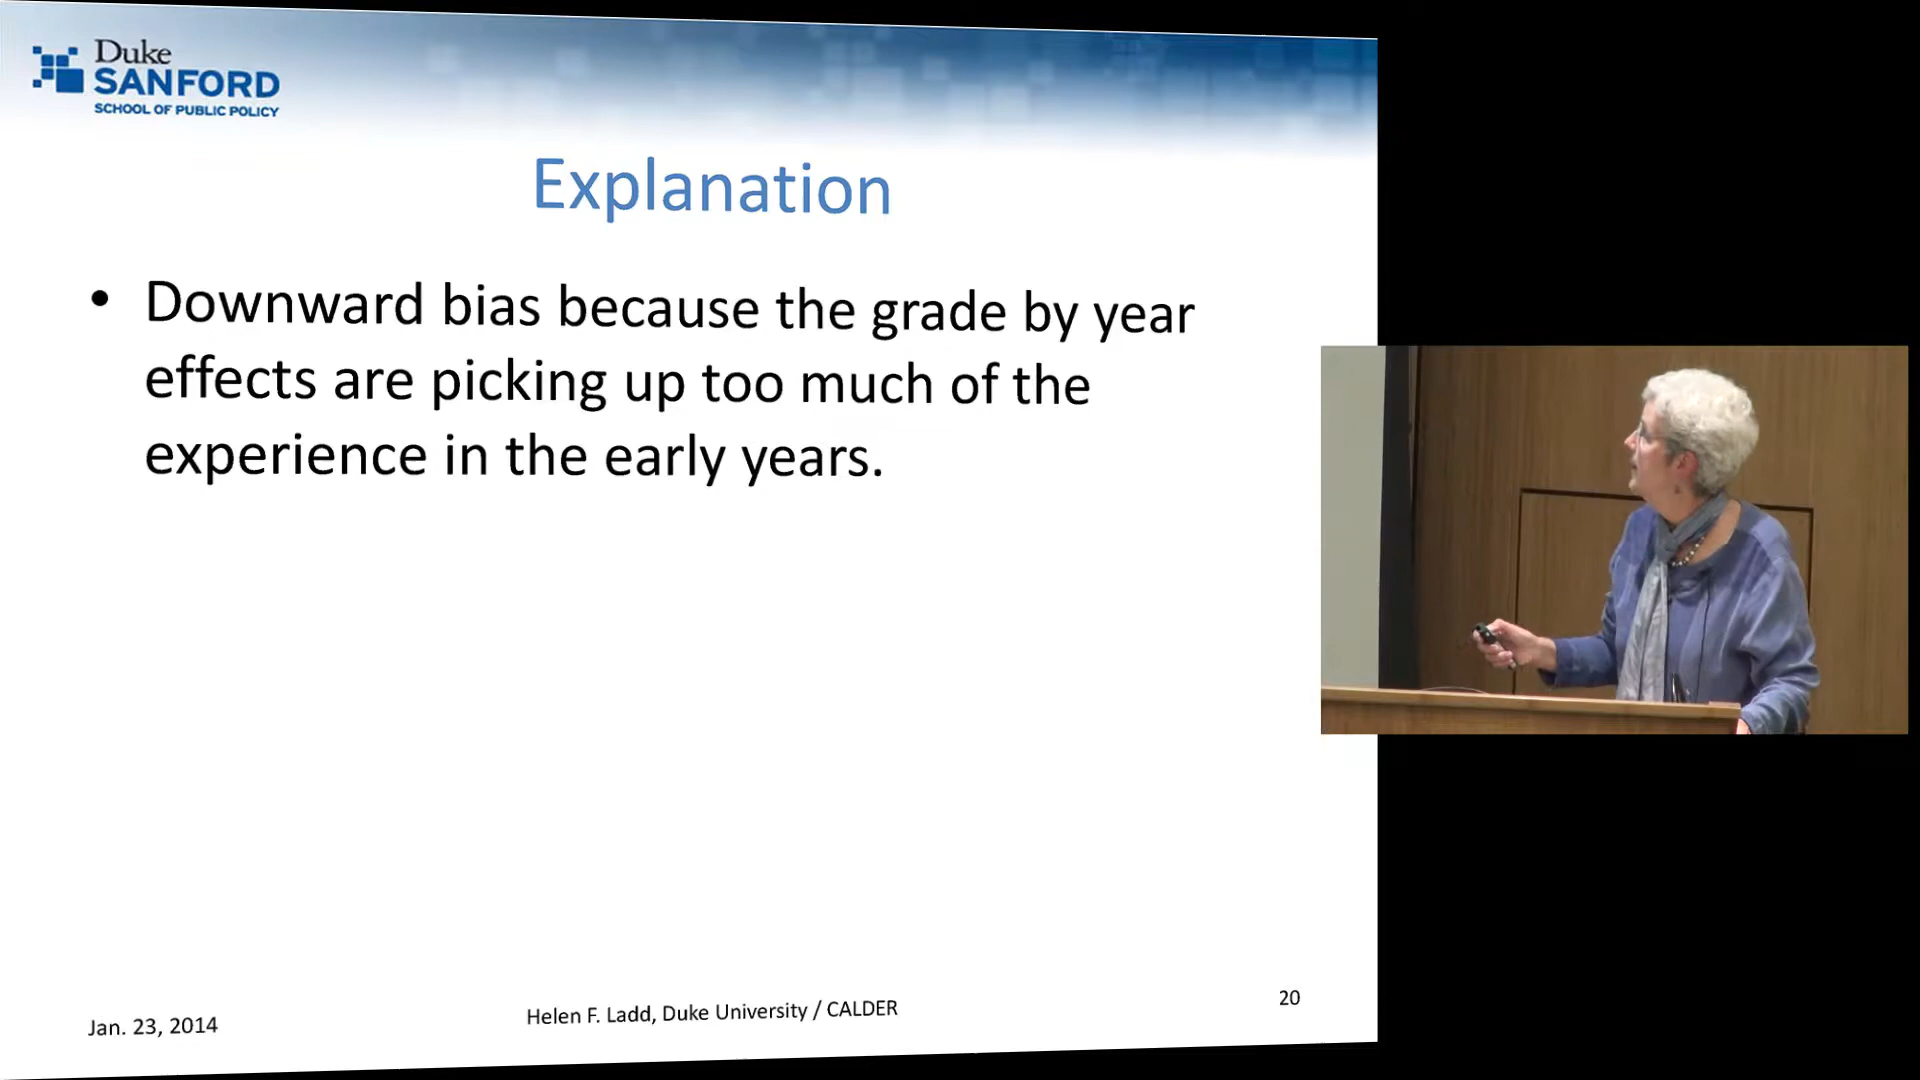 Duke
SANFORD
SCHOOL OF PUBLIC POLICY
Explanation
• Downward bias because the grade by year
effects are picking up too much of the
experience in the early years.
Jan. 23, 2014
Helen F. Ladd, Duke University / CALDER
20